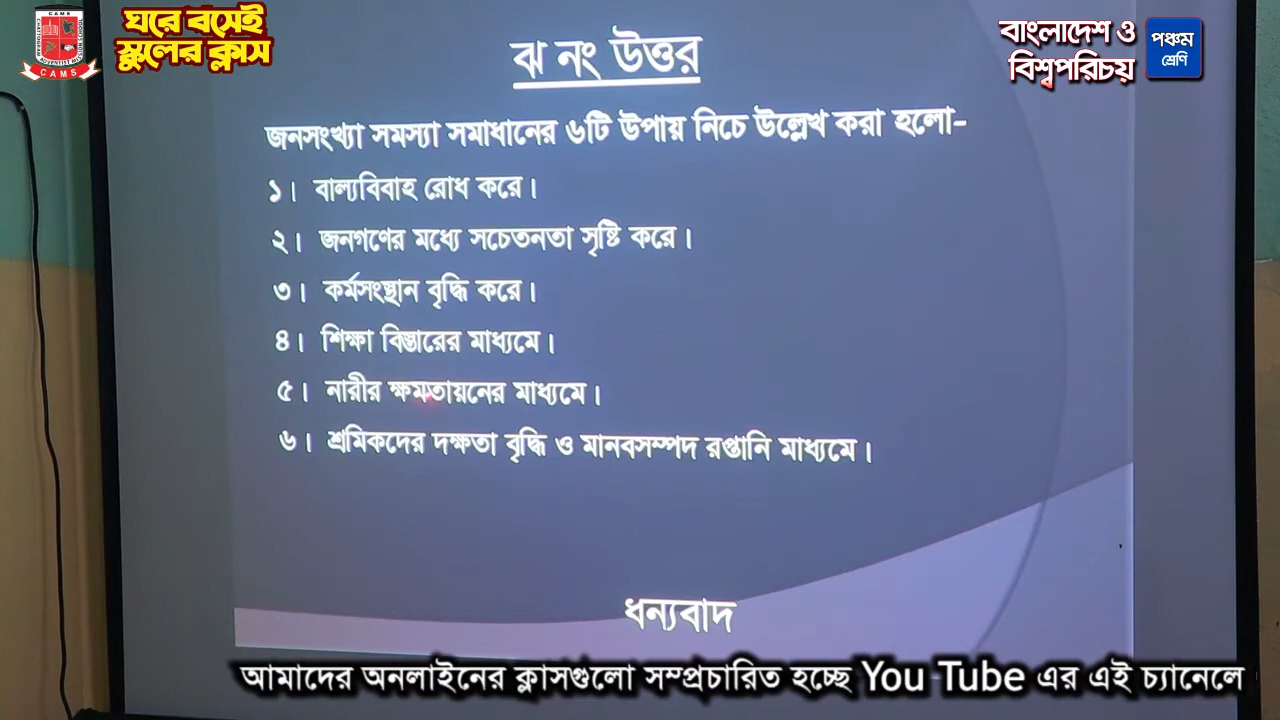 CAMS
CAMS
ঘরে বসেই
স্কুলের ক্লাস
বাংলাদেশ ও
বিশ্বপরিচয়
পঞ্চম
শ্রেণি
ঝ নং উত্তর
জনসংখ্যা সমস্যা সমাধানের ৬টি উপায় নিচে উল্লেখ করা হলো-
১। বাল্যবিবাহ রোধ করে।
২। জনগণের মধ্যে সচেতনতা সৃষ্টি করে।
৩। কর্মসংস্থান বৃদ্ধি করে।
৪। শিক্ষা বিস্তারের মাধ্যমে।
৫। নারীর ক্ষমতায়নের মাধ্যমে।
৬। শ্রমিকদের দক্ষতা বৃদ্ধি ও মানবসম্পদ রপ্তানি মাধ্যমে।
ধন্যবাদ
আমাদের অনলাইনের ক্লাসগুলো সম্প্রচারিত হচ্ছে You Tube এর এই চ্যানেলে